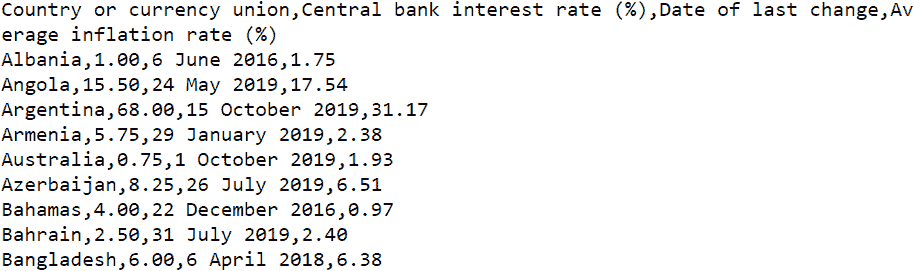 Country or currency union,Central bank interest rate (%),Date of last change,Av
erage inflation rate (%)
Albania,1.00,6 June 2016,1.75
Angola,15.50,24 May 2019,17.54
Argentina,68.00,15 October 2019,31.17
Armenia,5.75,29 January 2019,2.38
Australia,0.75,1 October 2019,1.93
Azerbaijan,8.25,26 July 2019,6.51
Bahamas,4.00,22 December 2016,0.97
Bahrain,2.50,31 July 2019,2.40
Bangladesh,6.00,6 April 2018,6.38